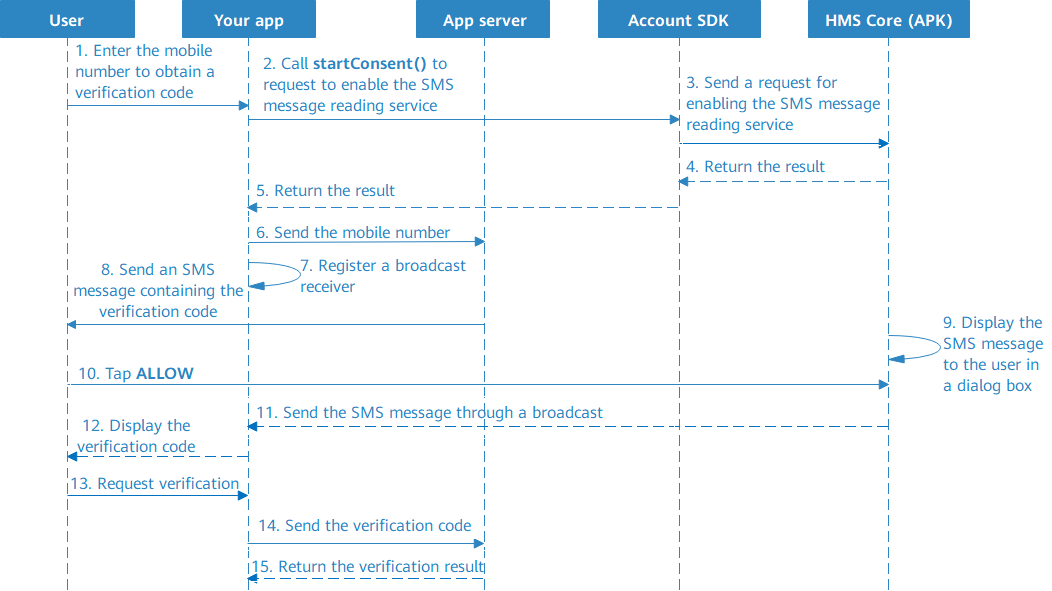 User
Your app
App server
Account SDK
HMS Core (APK)
1. Enter the mobile
number to obtain a
verification code
2. Call startConsent() to
request to enable the SMS
message reading service
3. Send a request for
enabling the SMS message
reading service
4. Return the result
5. Return the result
6. Send the mobile number
7. Register a broadcast
receiver
8. Send an SMS
message containing the
verification code
9. Display the
SMS message
to the user in
a dialog box
10. Tap ALLOW
11. Send the SMS message through a broadcast
12. Display the
verification code
13. Request verification
14. Send the verification code
15. Return the verification result